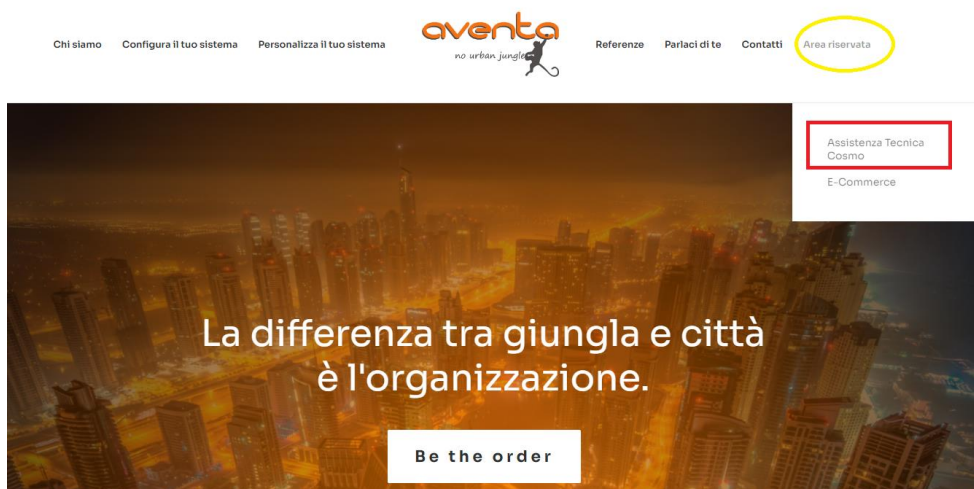 Chi siamo Configura il tuo sistema Personalizza il tuo sistema
aventa
no urban jungle
Referenze Parlaci di te Contatti Area riservata
Assistenza Tecnica
Cosmo
E-Commerce
La differenza tra giungla e città
è l'organizzazione.
Be the order